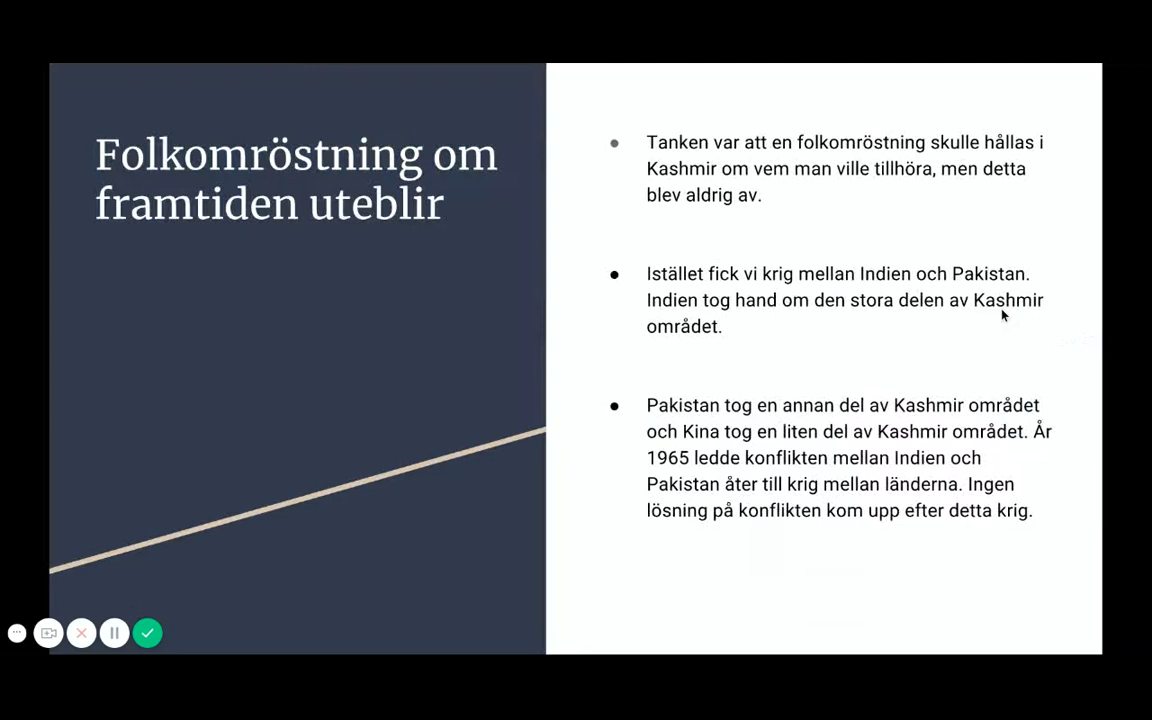 Folkomröstning om
framtiden uteblir
Tanken var att en folkomröstning skulle hållas i
Kashmir om vem man ville tillhöra, men detta
blev aldrig av.
Istället fick vi krig mellan Indien och Pakistan.
Indien tog hand om den stora delen av Kashmir
området.
Pakistan tog en annan del av Kashmir området
och Kina tog en liten del av Kashmir området. År
1965 ledde konflikten mellan Indien och
Pakistan åter till krig mellan länderna. Ingen
lösning på konflikten kom upp efter detta krig.